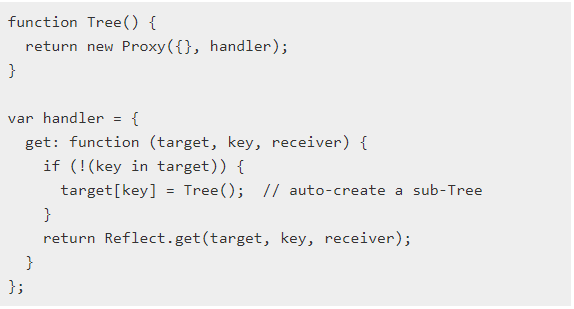 function Tree() {
  return new Proxy({}, handler);
}

var handler = {
  get: function (target, key, receiver) {
    if (!(key in target)) {
      target[key] = Tree();  // auto-create a sub-Tree
    }
    return Reflect.get(target, key, receiver);
  }
};